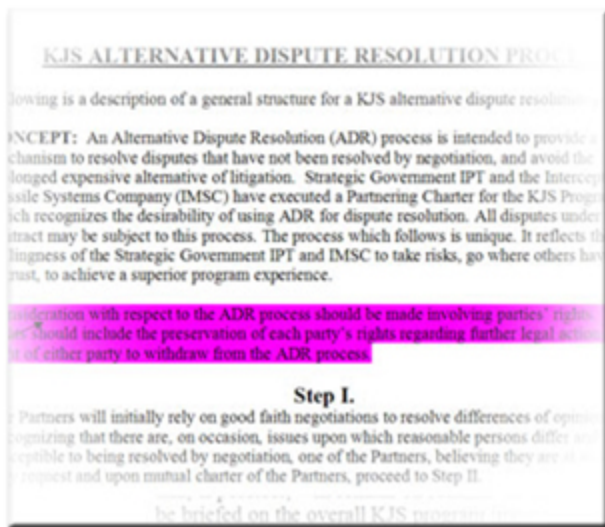 KJS ALTERNATIVE DISPUTE RESOLUTION
owing is a description of a general structure for a KJS alternative dispute resolution
NCEPT: An Alternative Dispute Resolution (ADR) process is intended to provide a
chanism to resolve disputes that have not been resolved by negotiation, and avoid the
longed expensive alternative of litigation. Strategic Government IPT and the Intercep
ssile Systems Company (IMSC) have executed a Partnering Charter for the KJS Progr
ich recognizes the desirability of using ADR for dispute resolution. All disputes under
tract may be subject to this process. The process which follows is unique. It reflects th
lingness of the Strategic Government IPT and IMSC to take risks, go where others hav
rust, to achieve a superior program experience.
nsideration with respect to the ADR process should be made involving parties' rights.
should include the preservation of each party's rights regarding further legal action
of either party to withdraw from the ADR process.
Step I.
Partners will initially rely on good faith negotiations to resolve differences of opinion
ognizing that there are, on occasion, issues upon which reasonable persons differ and
ceptible to being resolved by negotiation, one of the Partners, believing they are
request and upon mutual charter of the Partners, proceed to Step II.
be briefed on the overall KJS program